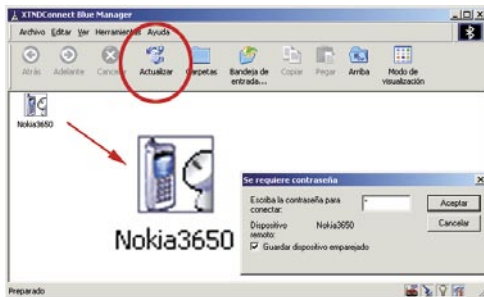 XTNDConnect Blue Manager
Archivo Editar Ver Herramientas Ayuda
Atrás Adelante Cancelar Actualizar Carpetas Bandeja de entrada... Copiar Pegar Arriba Modo de visualización
Nokia3650
Nokia3650
Se requiere contraseña
Escriba la contraseña para conectar:
*
Aceptar
Dispositivo remoto:
Nokia3650
Cancelar
Guardar dispositivo emparejado
Preparado